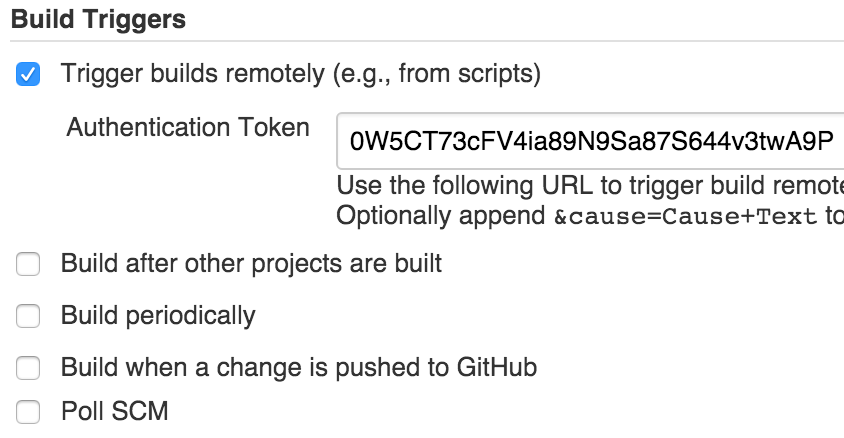 Build Triggers
Trigger builds remotely (e.g., from scripts)
Authentication Token
0W5CT73cFV4ia89N9Sa87S644v3twA9P
Use the following URL to trigger build remote
Optionally append &cause=Cause+Text to
Build after other projects are built
Build periodically
Build when a change is pushed to GitHub
Poll SCM